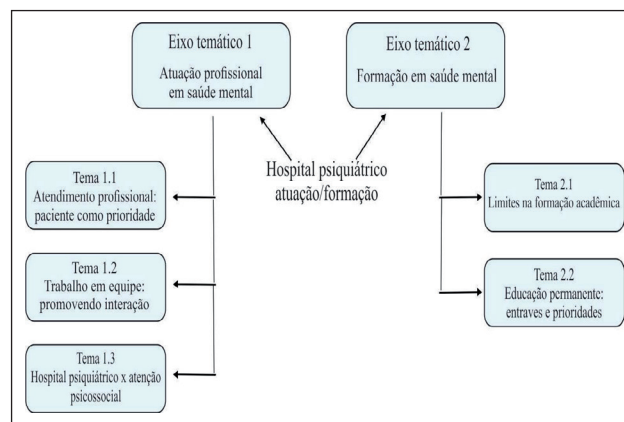 Eixo temático 1
Atuação profissional
em saúde mental
Eixo temático 2
Formação em saúde mental
Hospital psiquiátrico
atuação/formação
Tema 1.1
Atendimento profissional:
paciente como prioridade
Tema 1.2
Trabalho em equipe:
promovendo interação
Tema 1.3
Hospital psiquiátrico x atenção
psicossocial
Tema 2.1
Limites na formação acadêmica
Tema 2.2
Educação permanente:
entraves e prioridades